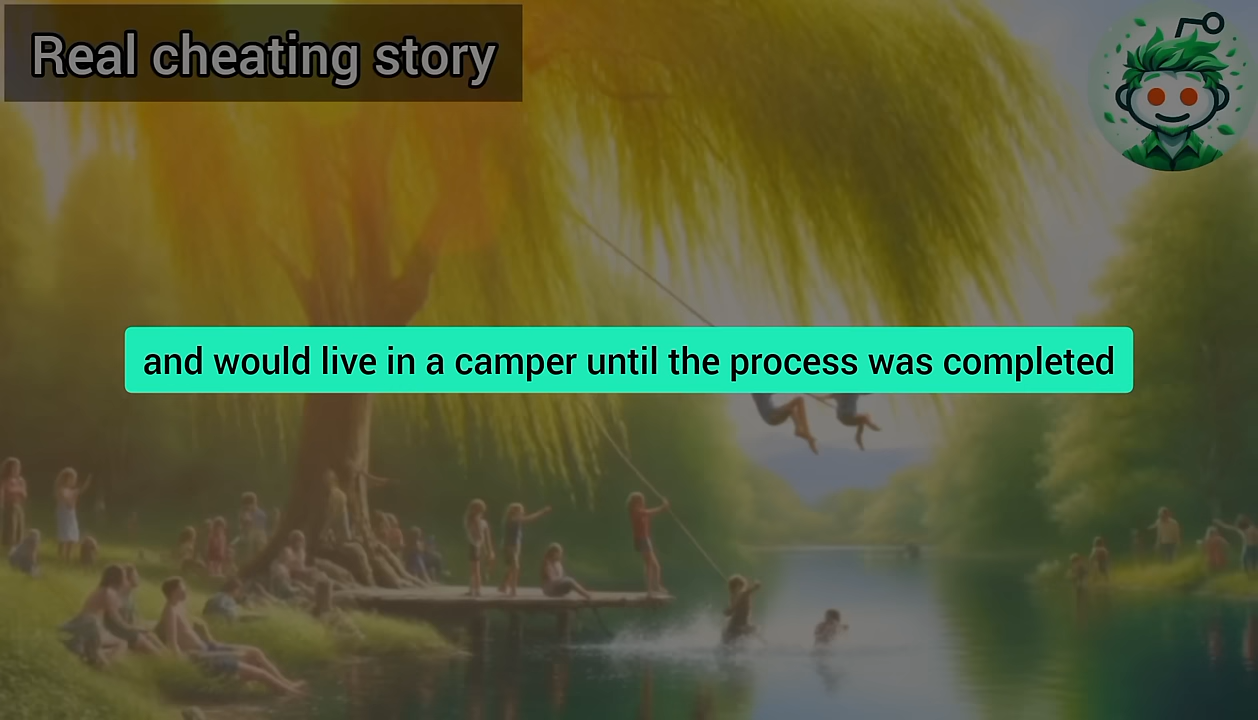 Real cheating story
and would live in a camper until the process was completed